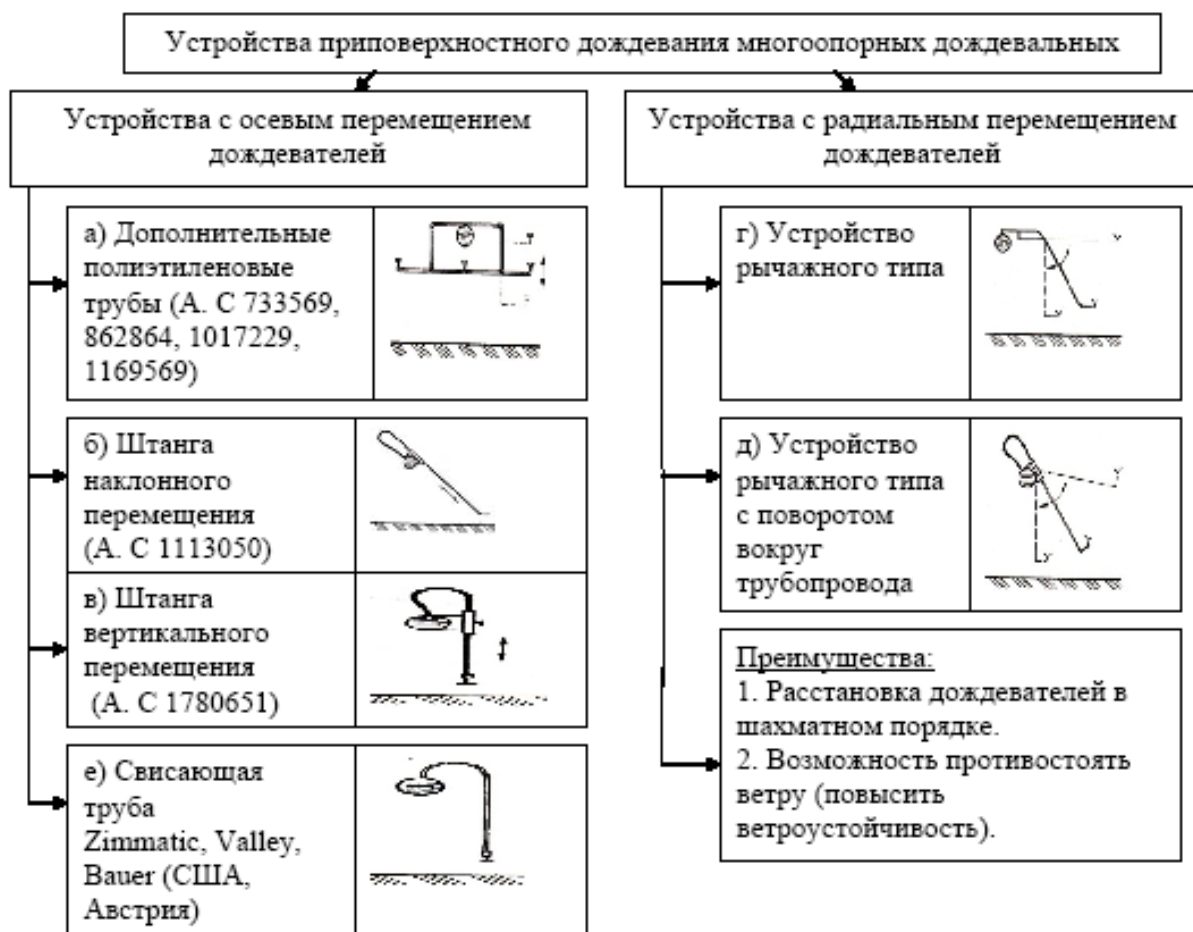 Устройства приповерхностного дождевания многоопорных дождевальных
Устройства с осевым перемещением
дождевателей
а) Дополнительные
полиэтиленовые
трубы (А. С 733569,
862864, 1017229,
1169569)
б) Штанга
наклонного
перемещения
(А. С 1113050)
в) Штанга
вертикального
перемещения
(А. С 1780651)
е) Свисающая
труба
Zimmatic, Valley,
Bauer (США,
Австрия)
Устройства с радиальным перемещением
дождевателей
г) Устройство
рычажного типа
д) Устройство
рычажного типа
с поворотом
вокруг
трубопровода
Преимущества:
1. Расстановка дождевателей в
шахматном порядке.
2. Возможность противостоять
ветру (повысить
ветроустойчивость).